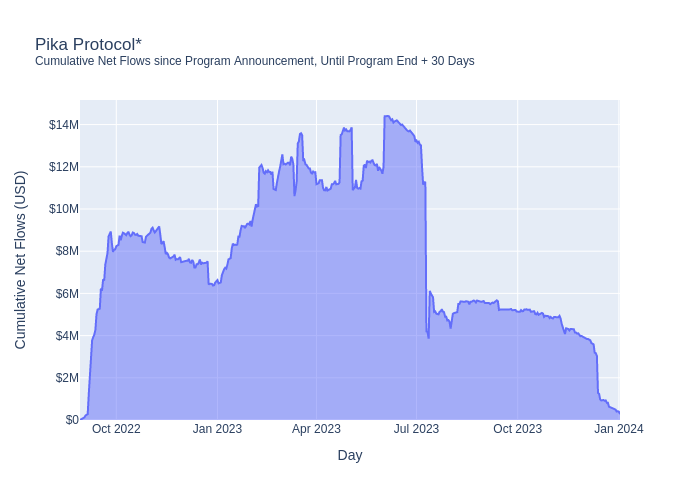 Pika Protocol*
Cumulative Net Flows since Program Announcement, Until Program End + 30 Days
Cumulative Net Flows (USD)
$14M
$12M
$10M
$8M
$6M
$4M
$2M
$0
Oct 2022 Jan 2023 Apr 2023 Jul 2023 Oct 2023 Jan 2024
Day